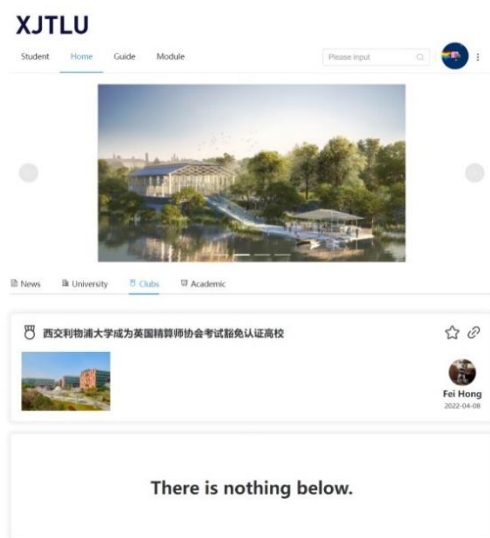 XJTLU
Student Home Guide Module Please Input
News University Clubs Academic
西交利物浦大学成为英国精算师协会考试豁免认证高校
Fei Hong
2022-04-08
There is nothing below.